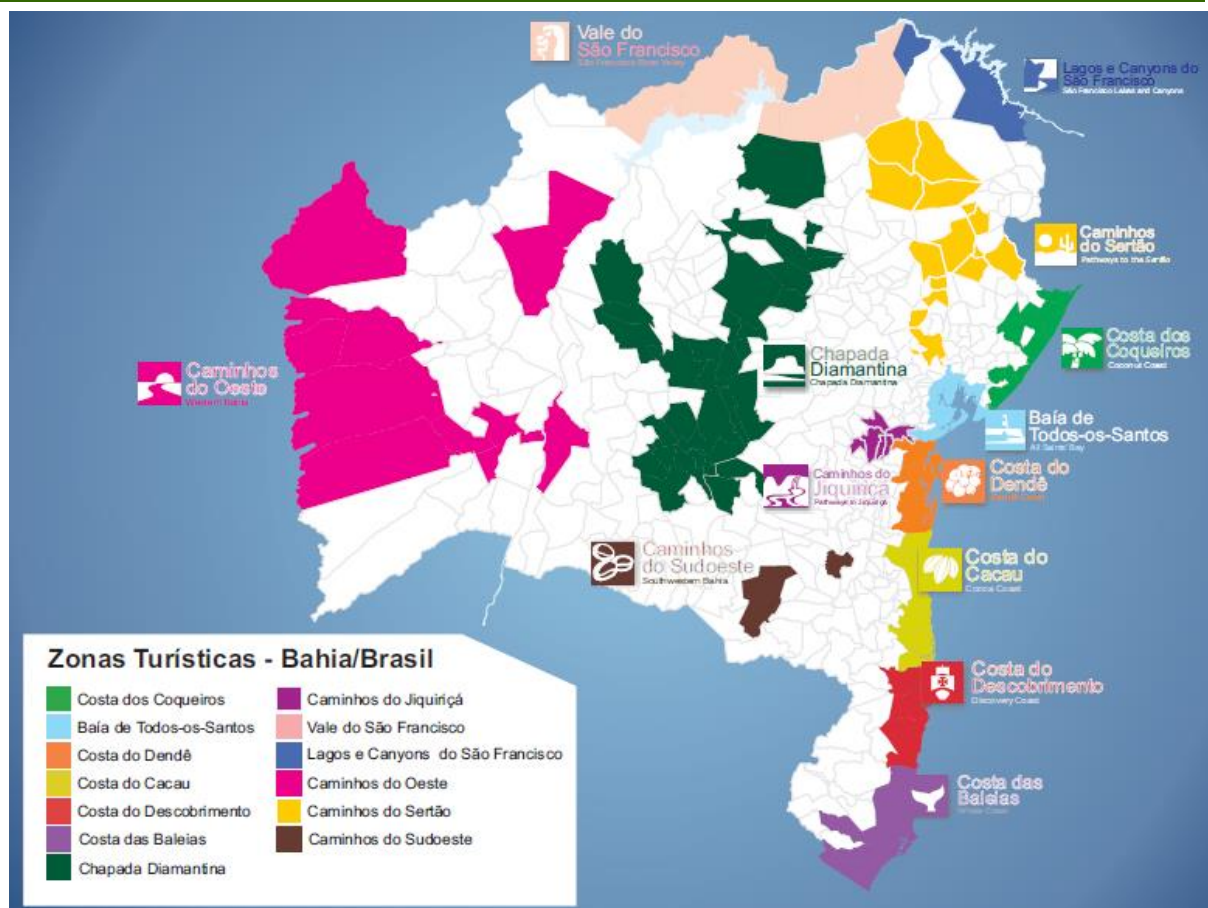 Vale do
São Francisco
São Francisco River Valley
Lagos e Canyons do
São Francisco
São Francisco Lakes and Canyons
Caminhos
do Sertão
Pathways to the Sertão
Costa dos
Coqueiros
Coconut Coast
Caminhos
do Oeste
Western Bahia
Chapada
Diamantina
Chapada Diamantina
Baía de
Todos-os-Santos
All Saints' Bay
Costa do
Dendê
Caminhos do
Jiquiriçá
Pathways to Jiquiriçá
Caminhos
do Sudoeste
Southwestern Bahia
Costa do
Cacau
Cocoa Coast
Costa do
Descobrimento
Discovery Coast
Costa das
Baleias
Whale Coast
Zonas Turísticas - Bahia/Brasil
Costa dos Coqueiros
Baía de Todos-os-Santos
Costa do Dendê
Costa do Cacau
Costa do Descobrimento
Costa das Baleias
Chapada Diamantina
Caminhos do Jiquiriçá
Vale do São Francisco
Lagos e Canyons do São Francisco
Caminhos do Oeste
Caminhos do Sertão
Caminhos do Sudoeste